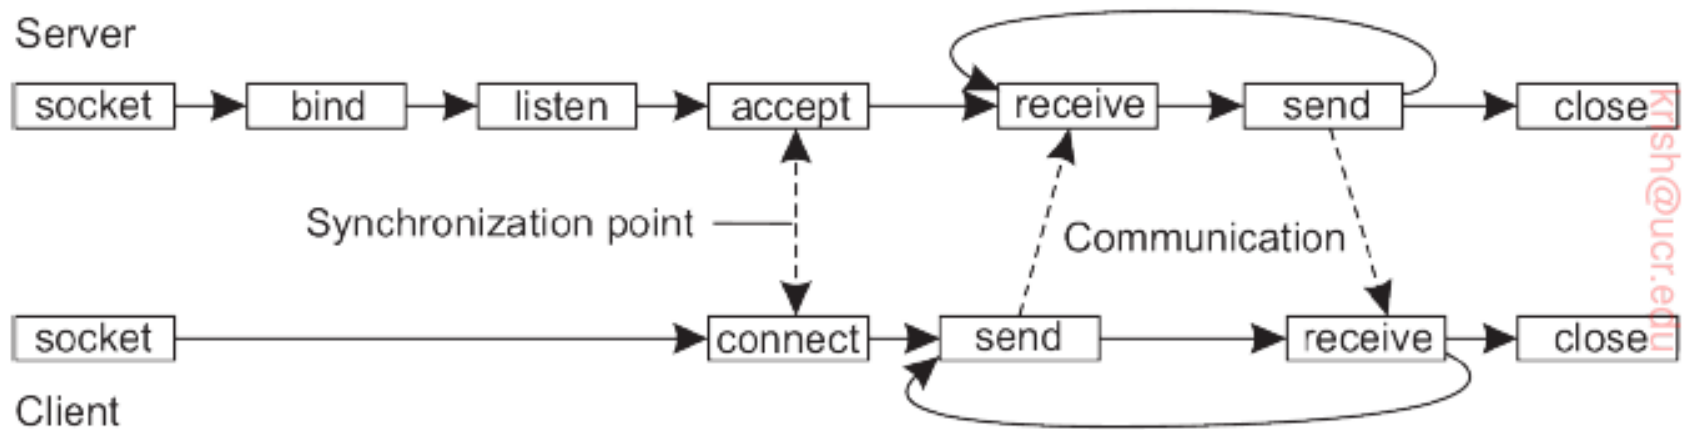 Server
socket bind listen accept receive send close
Synchronization point
Communication
socket connect send receive close
Client
krish@ucr.edu